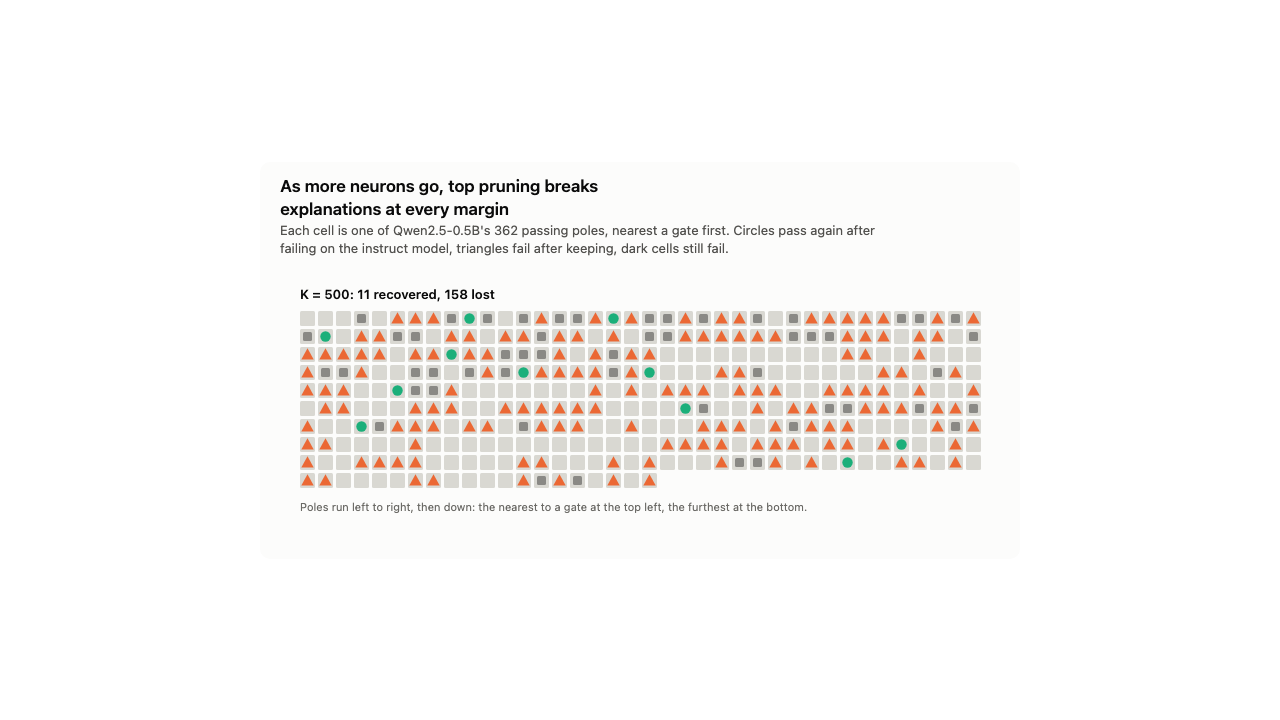 As more neurons go, top pruning breaks
explanations at every margin
Each cell is one of Qwen2.5-0.5B's 362 passing poles, nearest a gate first. Circles pass again after
failing on the instruct model, triangles fail after keeping, dark cells still fail.
K = 500: 11 recovered, 158 lost
Poles run left to right, then down: the nearest to a gate at the top left, the furthest at the bottom.